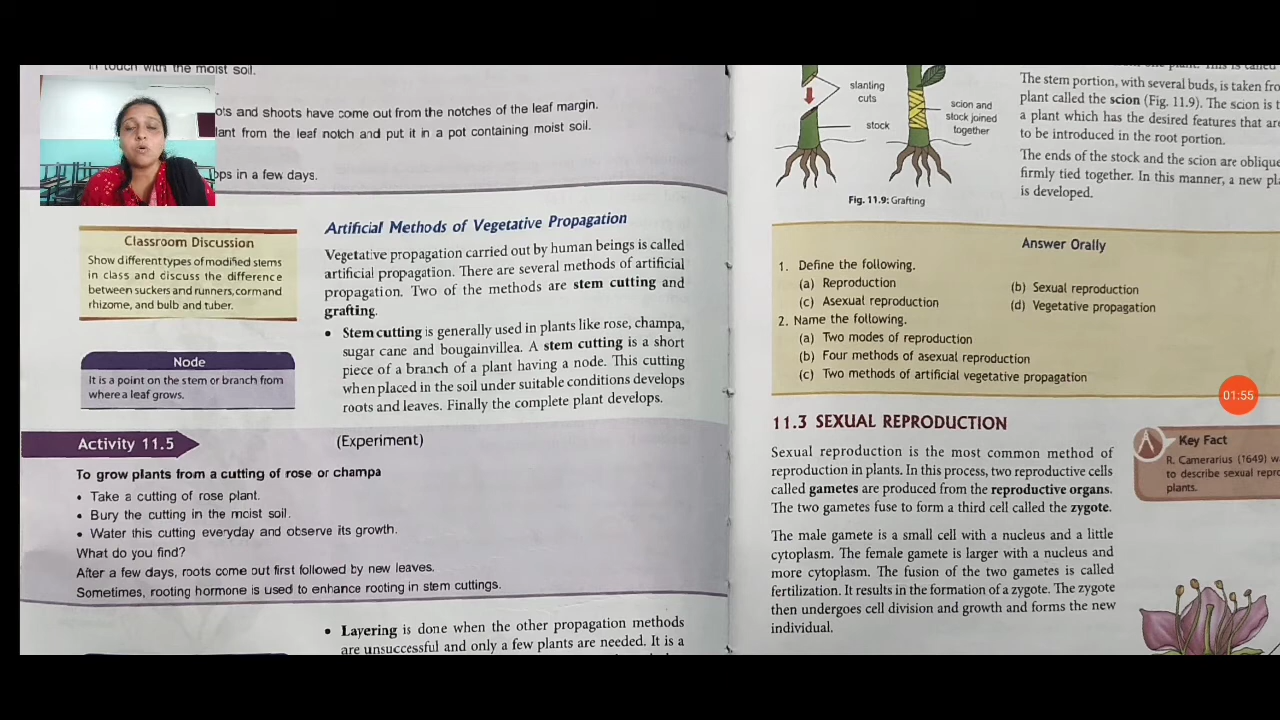 touch with the moist soil.
ots and shoots have come out from the notches of the leaf margin.
lant from the leaf notch and put it in a pot containing moist soil.
ops in a few days.
Classroom Discussion
Show different types of modified stems
in class and discuss the difference
between suckers and runners, corm and
rhizome, and bulb and tuber.
Node
It is a point on the stem or branch from
where a leaf grows.
Artificial Methods of Vegetative Propagation
Vegetative propagation carried out by human beings is called
artificial propagation. There are several methods of artificial
propagation. Two of the methods are stem cutting and
grafting.
• Stem cutting is generally used in plants like rose, champa,
sugar cane and bougainvillea. A stem cutting is a short
piece of a branch of a plant having a node. This cutting
when placed in the soil under suitable conditions develops
roots and leaves. Finally the complete plant develops.
Activity 11.5
(Experiment)
To grow plants from a cutting of rose or champa
• Take a cutting of rose plant.
• Bury the cutting in the moist soil.
• Water this cutting everyday and observe its growth.
What do you find?
After a few days, roots come out first followed by new leaves.
Sometimes, rooting hormone is used to enhance rooting in stem cuttings.
• Layering is done when the other propagation methods
are unsuccessful and only a few plants are needed. It is a
slanting
cuts
stock
scion and
stock joined
together
Fig. 11.9: Grafting
one plant. This is called
The stem portion, with several buds, is taken fro
plant called the scion (Fig. 11.9). The scion is t
a plant which has the desired features that are
to be introduced in the root portion.
The ends of the stock and the scion are oblique
firmly tied together. In this manner, a new pla
is developed.
Answer Orally
1. Define the following.
(a) Reproduction
(b) Sexual reproduction
(c) Asexual reproduction
(d) Vegetative propagation
2. Name the following.
(a) Two modes of reproduction
(b) Four methods of asexual reproduction
(c) Two methods of artificial vegetative propagation
01:55
11.3 SEXUAL REPRODUCTION
Sexual reproduction is the most common method of
reproduction in plants. In this process, two reproductive cells
called gametes are produced from the reproductive organs.
The two gametes fuse to form a third cell called the zygote.
The male gamete is a small cell with a nucleus and a little
cytoplasm. The female gamete is larger with a nucleus and
more cytoplasm. The fusion of the two gametes is called
fertilization. It results in the formation of a zygote. The zygote
then undergoes cell division and growth and forms the new
individual.
Key Fact
R. Camerarius (1649) w
to describe sexual repro
plants.